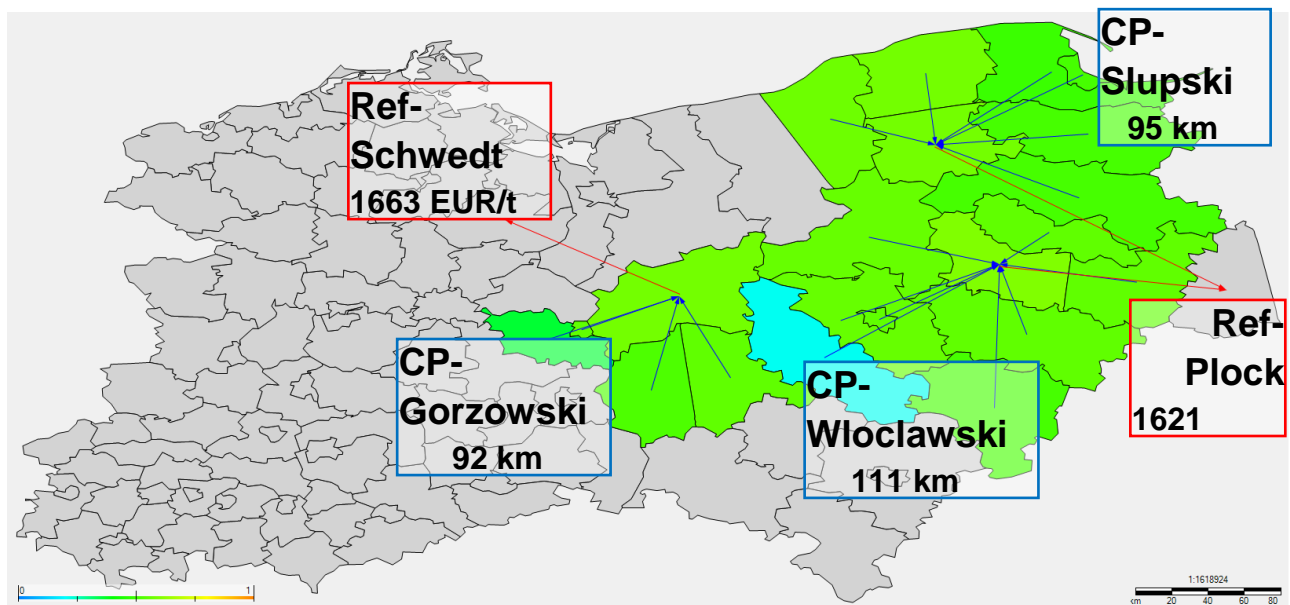 CP-
Slupski
95 km
Ref-
Schwedt
1663 EUR/t
Ref-
Plock
1621
CP-
Gorzowski
92 km
CP-
Wloclawski
111 km
0 1
1:1618924
km 20 40 60 80